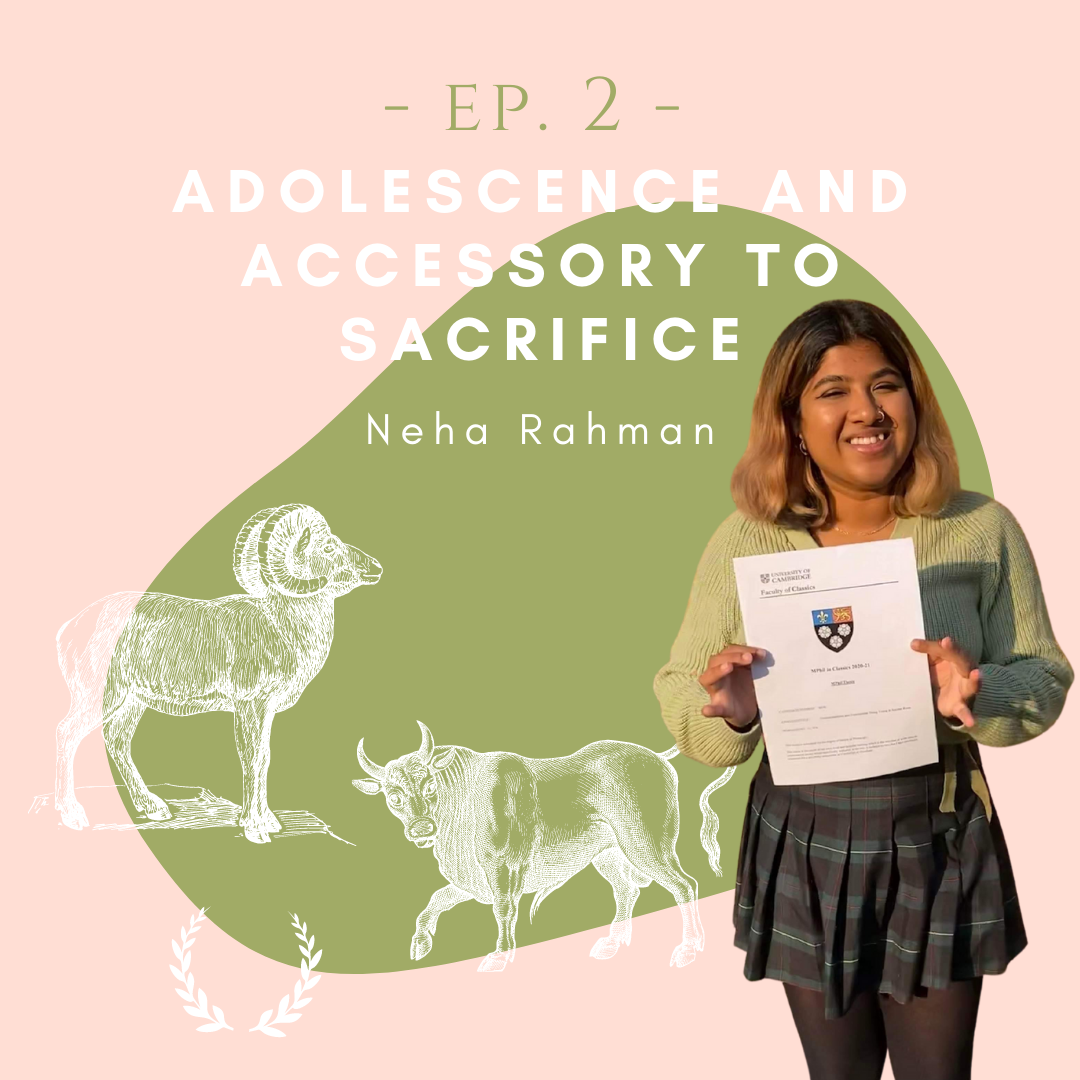 - EP. 2 -
ADOLESCENCE AND
ACCESSORY TO
SACRIFICE
Neha Rahman
UNIVERSITY OF
CAMBRIDGE
Faculty of Classics
MPhil in Classics 2020-21